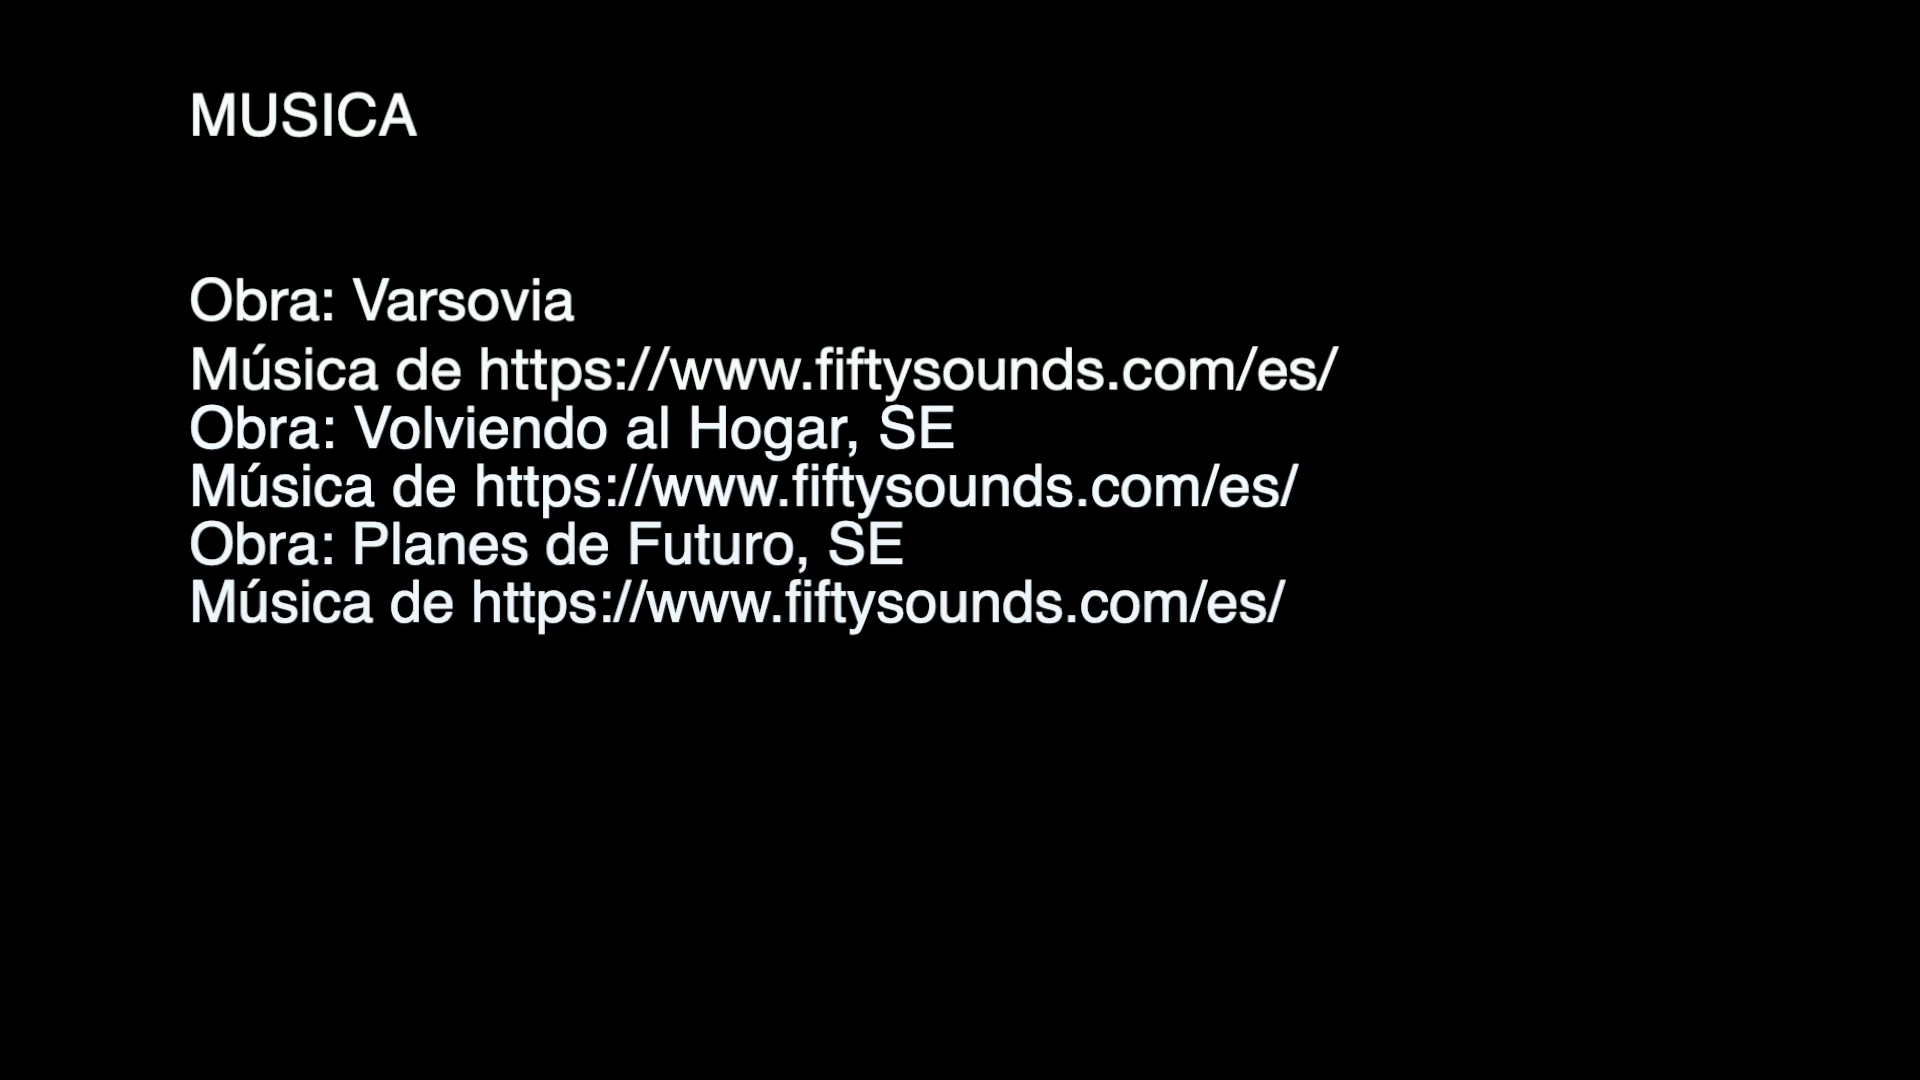 MUSICA
Obra: Varsovia
Música de https://www.fiftysounds.com/es/
Obra: Volviendo al Hogar, SE
Música de https://www.fiftysounds.com/es/
Obra: Planes de Futuro, SE
Música de https://www.fiftysounds.com/es/